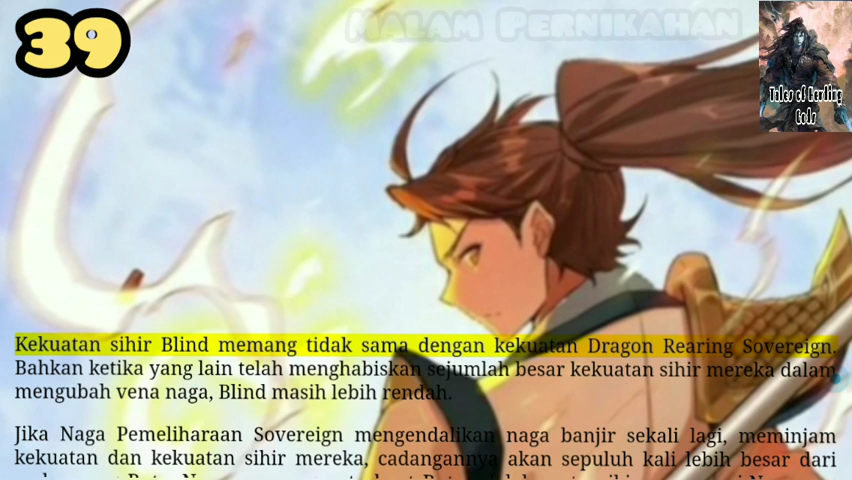 39
Malam Pernikahan
Tales of Herding
Gods
Kekuatan sihir Blind memang tidak sama dengan kekuatan Dragon Rearing Sovereign.
Bahkan ketika yang lain telah menghabiskan sejumlah besar kekuatan sihir mereka dalam
mengubah vena naga, Blind masih lebih rendah.
Jika Naga Pemeliharaan Sovereign mengendalikan naga banjir sekali lagi, meminjam
kekuatan dan kekuatan sihir mereka, cadangannya akan sepuluh kali lebih besar dari